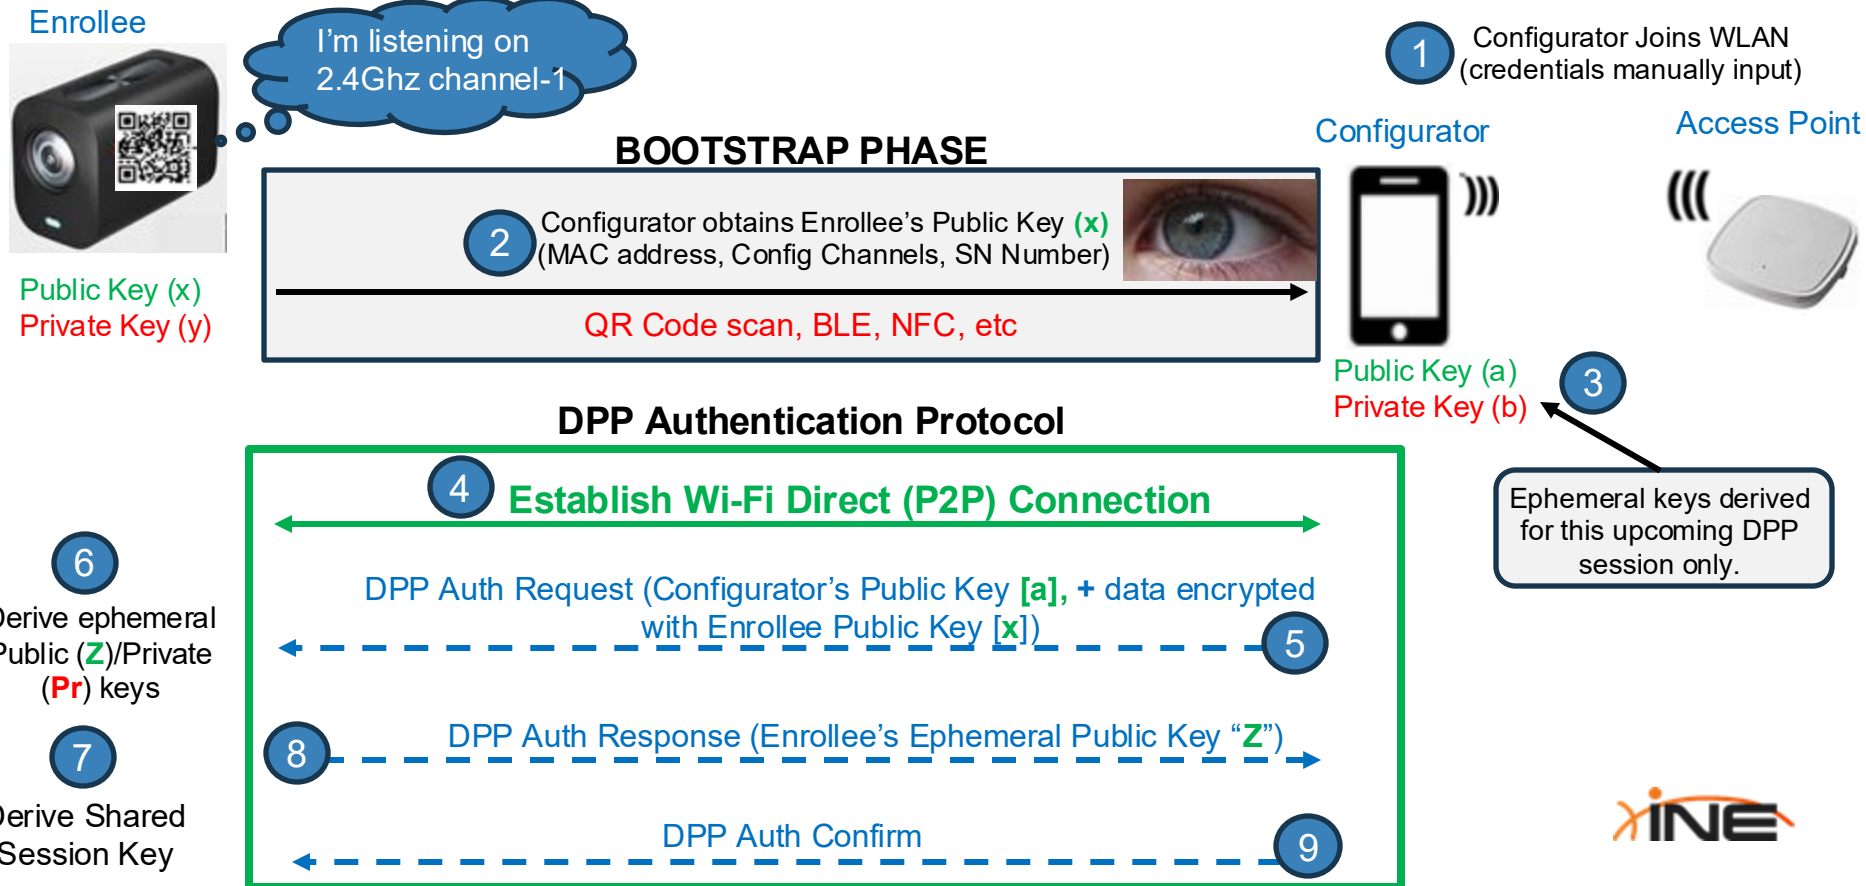 Enrollee
I'm listening on
2.4Ghz channel-1
1
Configurator Joins WLAN
(credentials manually input)
Configurator
Access Point
BOOTSTRAP PHASE
2
Configurator obtains Enrollee's Public Key (x)
(MAC address, Config Channels, SN Number)
QR Code scan, BLE, NFC, etc
Public Key (x)
Private Key (y)
Public Key (a)
Private Key (b)
3
Ephemeral keys derived
for this upcoming DPP
session only.
DPP Authentication Protocol
4
Establish Wi-Fi Direct (P2P) Connection
DPP Auth Request (Configurator's Public Key [a], + data encrypted
with Enrollee Public Key [x])
5
6
Derive ephemeral
Public (Z)/Private
(Pr) keys
7
Derive Shared
Session Key
8
DPP Auth Response (Enrollee's Ephemeral Public Key “Z”)
DPP Auth Confirm
9
iNE